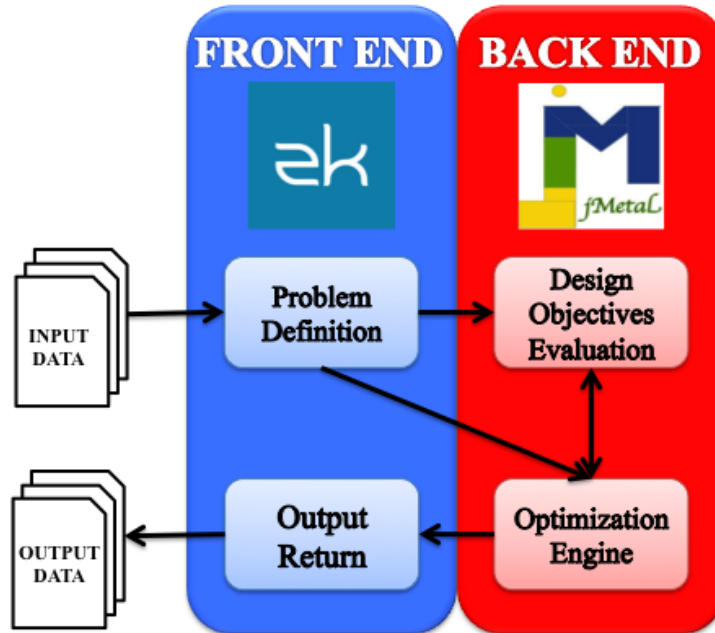 FRONT END
BACK END
zk
jMetal
INPUT
DATA
Problem
Definition
Design
Objectives
Evaluation
OUTPUT
DATA
Output
Return
Optimization
Engine